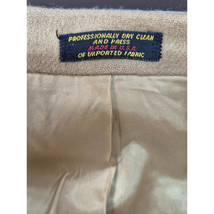 PROFESSIONALLY DRY CLEAN
AND PRESS
MADE IN U.S.A.
OF IMPORTED FABRIC